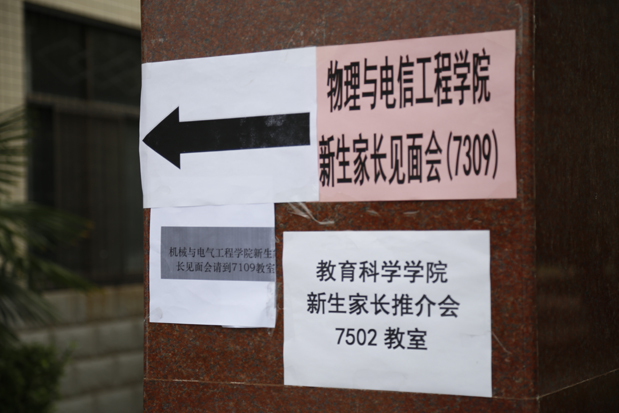 物理与电信工程学院
新生家长见面会(7309)
机械与电气工程学院新生
长见面会请到7109教室
教育科学学院
新生家长推介会
7502 教室